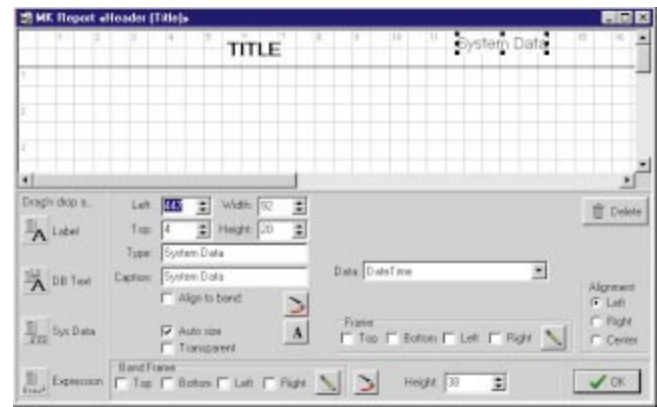 MK Report «Header (Title)»
TITLE
System Data
Drag'n drop a...
Left: 447 Width: 92
Delete
Label
Top: 4 Height: 20
Type: System Data
DB Text
Caption: System Data
Data: DateTime
Align to band
Alignment
Left
Sys Data
Auto size
A
Frame
Right
Top Bottom Left Right
Transparent
Center
Band Frame
Expression
Top Bottom Left Right
Height: 38
OK